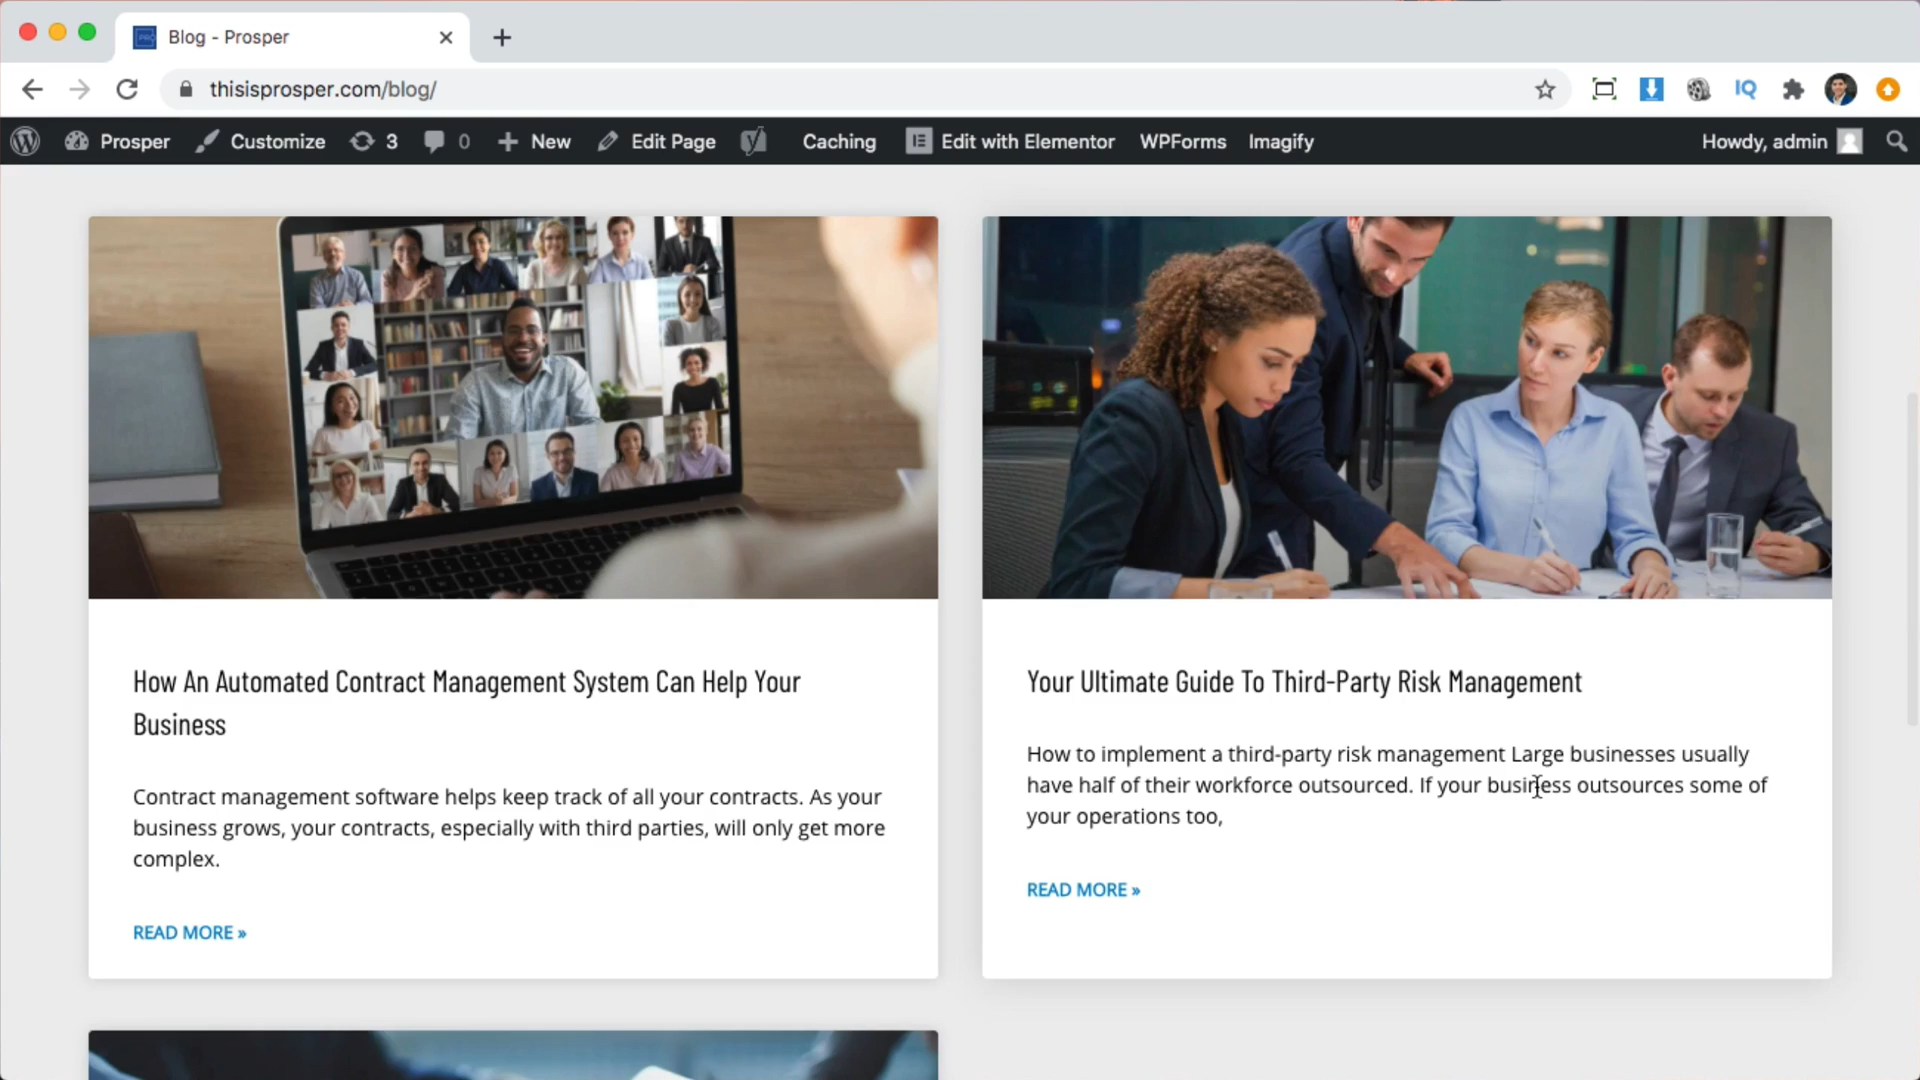 Blog - Prosper
thisisprosper.com/blog/
IQ
Prosper
Customize
3
0
New
Edit Page
Caching
Edit with Elementor
WPForms
Imagify
Howdy, admin
How An Automated Contract Management System Can Help Your
Business
Contract management software helps keep track of all your contracts. As your
business grows, your contracts, especially with third parties, will only get more
complex.
READ MORE »
Your Ultimate Guide To Third-Party Risk Management
How to implement a third-party risk management Large businesses usually
have half of their workforce outsourced. If your business outsources some of
your operations too,
READ MORE »